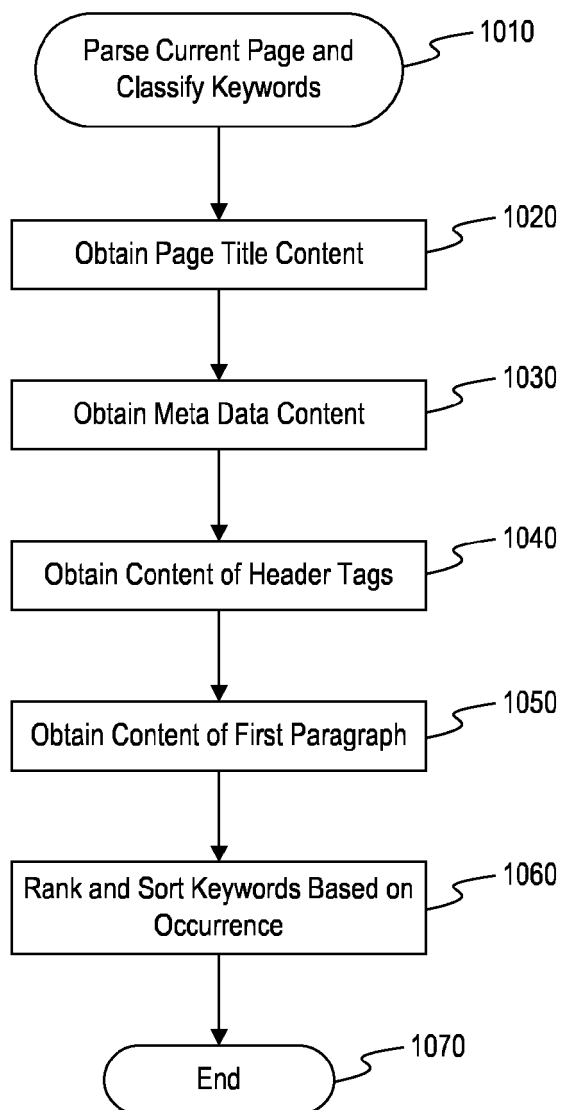 Parse Current Page and
Classify Keywords
1010
Obtain Page Title Content
1020
Obtain Meta Data Content
1030
Obtain Content of Header Tags
1040
Obtain Content of First Paragraph
1050
Rank and Sort Keywords Based on
Occurrence
1060
End
1070